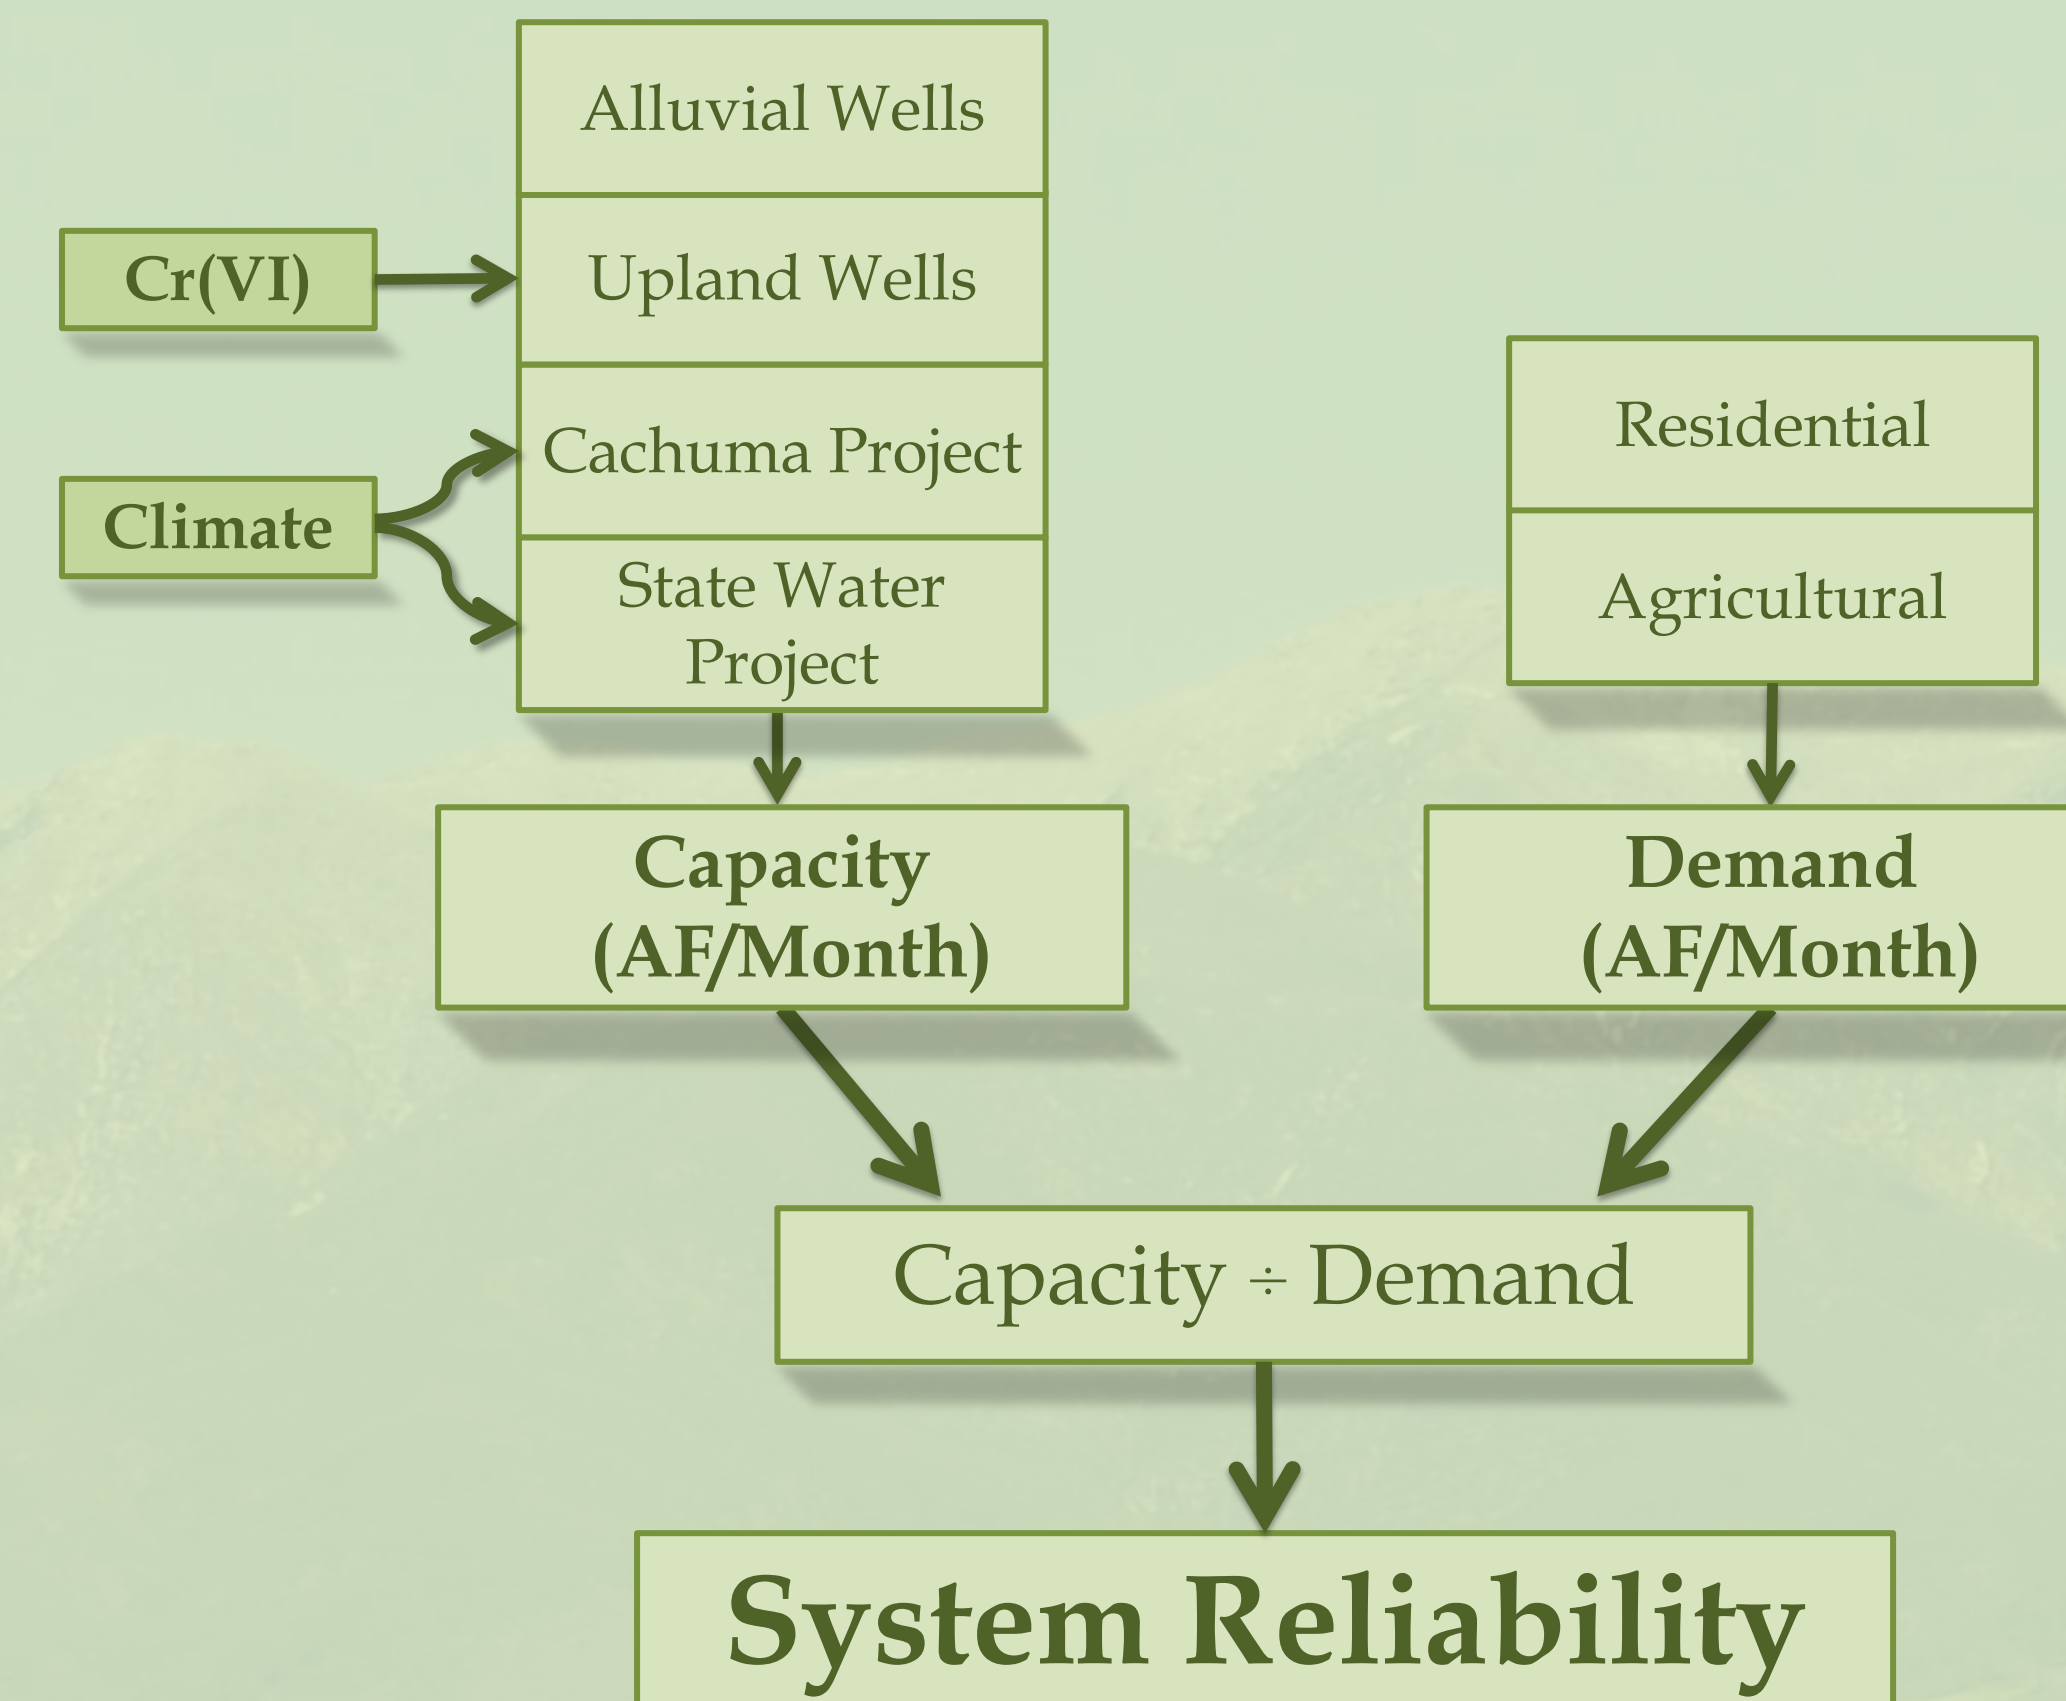 Alluvial Wells
Cr(VI)
Upland Wells
Cachuma Project
Climate
State Water
Project
Residential
Agricultural
Capacity
(AF/Month)
Demand
(AF/Month)
Capacity ÷ Demand
System Reliability